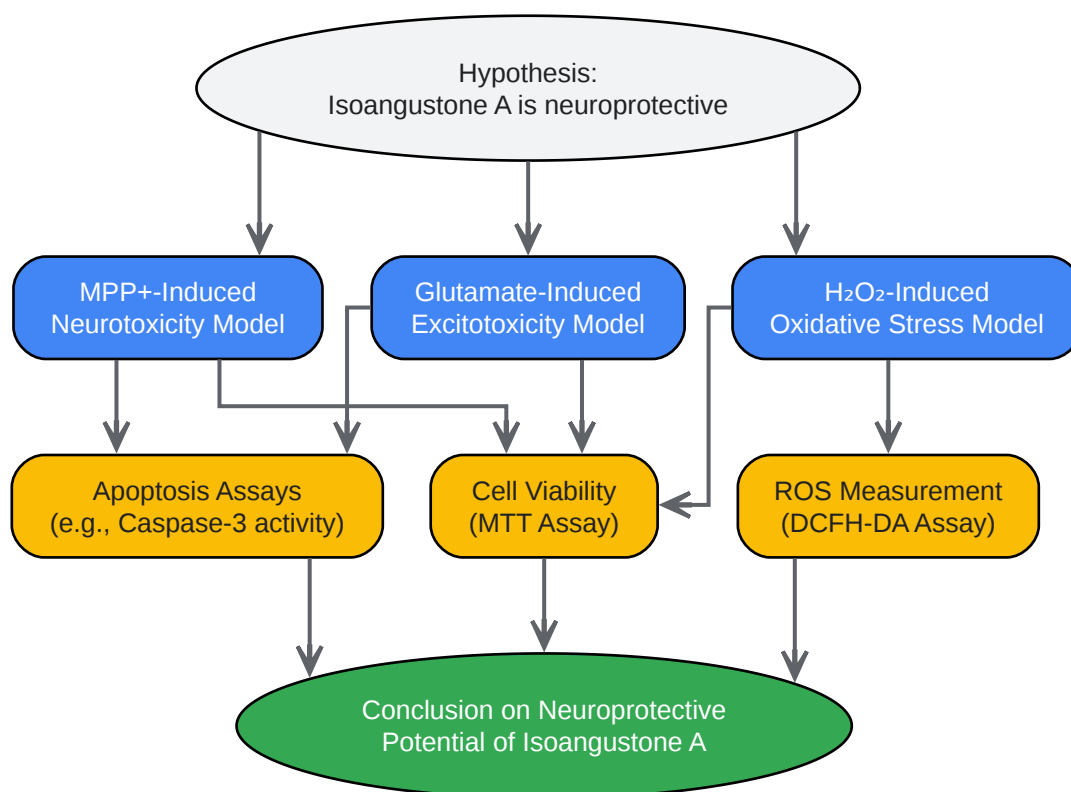 Hypothesis:
Isoangustone A is neuroprotective
MPP+-Induced
Neurotoxicity Model
Glutamate-Induced
Excitotoxicity Model
H₂O₂-Induced
Oxidative Stress Model
Apoptosis Assays
(e.g., Caspase-3 activity)
Cell Viability
(MTT Assay)
ROS Measurement
(DCFH-DA Assay)
Conclusion on Neuroprotective
Potential of Isoangustone A